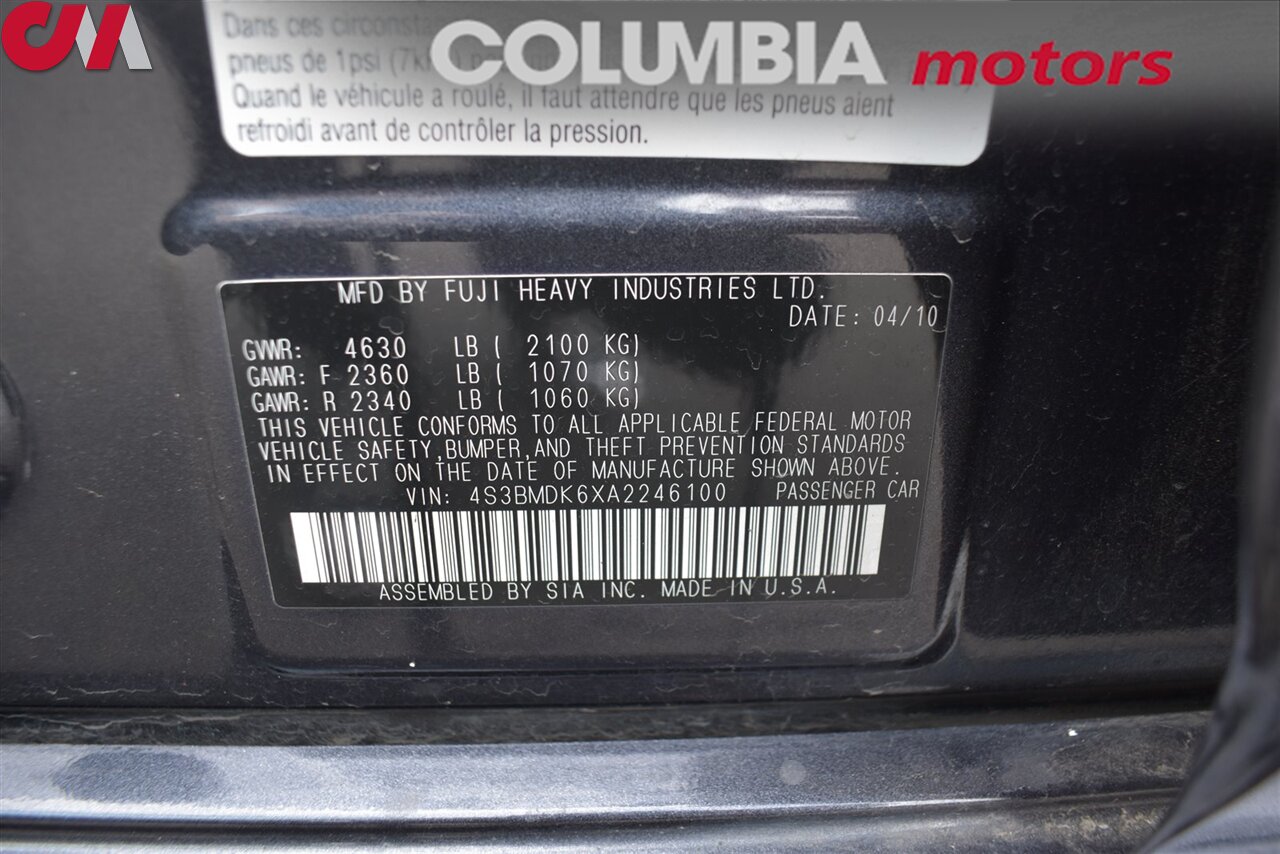 CM
COLUMBIA motors
Dans ces
pneus de 1psi
Quand le véhicule a roulé, il faut attendre que les pneus aient
refroidi avant de contrôler la pression.
MFD BY FUJI HEAVY INDUSTRIES LTD.
DATE: 04/10
GVWR: 4630 LB ( 2100 KG)
GAWR: F 2360 LB ( 1070 KG)
GAWR: R 2340 LB ( 1060 KG)
THIS VEHICLE CONFORMS TO ALL APPLICABLE FEDERAL MOTOR
VEHICLE SAFETY,BUMPER,AND THEFT PREVENTION STANDARDS
IN EFFECT ON THE DATE OF MANUFACTURE SHOWN ABOVE.
VIN: 4S3BMDK6XA2246100 PASSENGER CAR
ASSEMBLED BY SIA INC. MADE IN U.S.A.